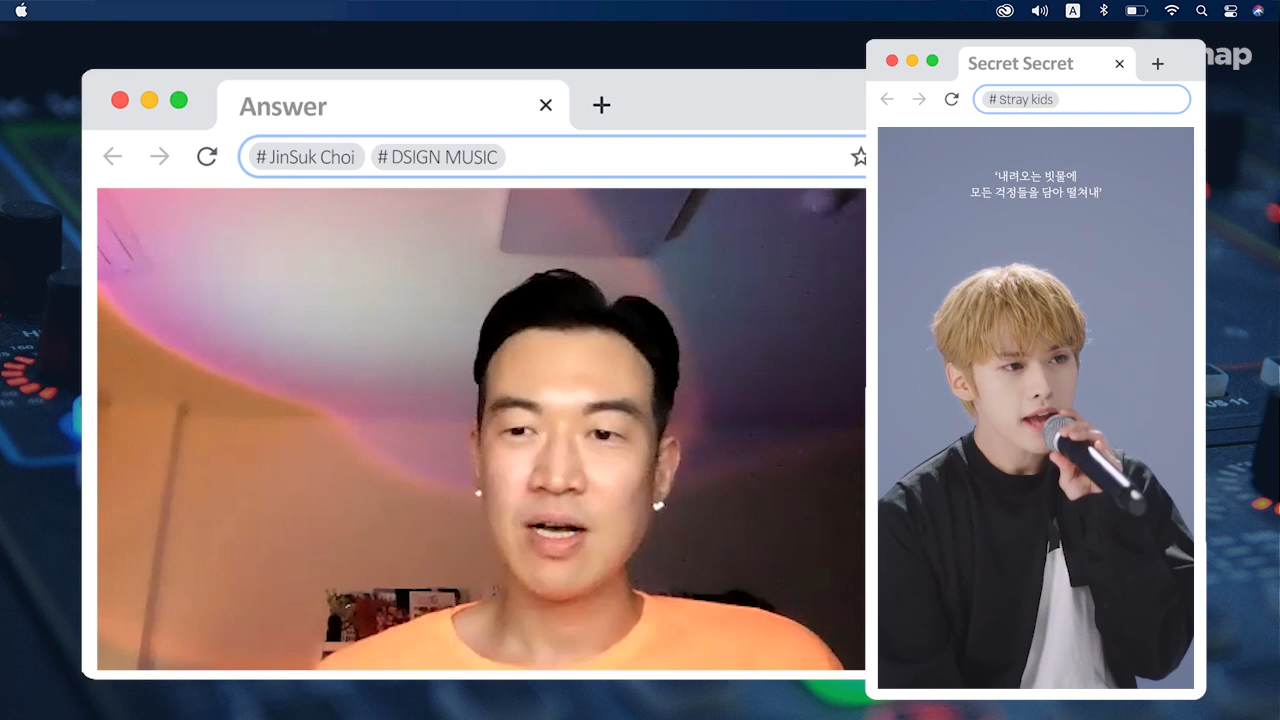 Answer
# JinSuk Choi # DSIGN MUSIC
Secret Secret
# Stray kids
‘내려오는 빗물에
모든 걱정들을 담아 떨쳐내’
A